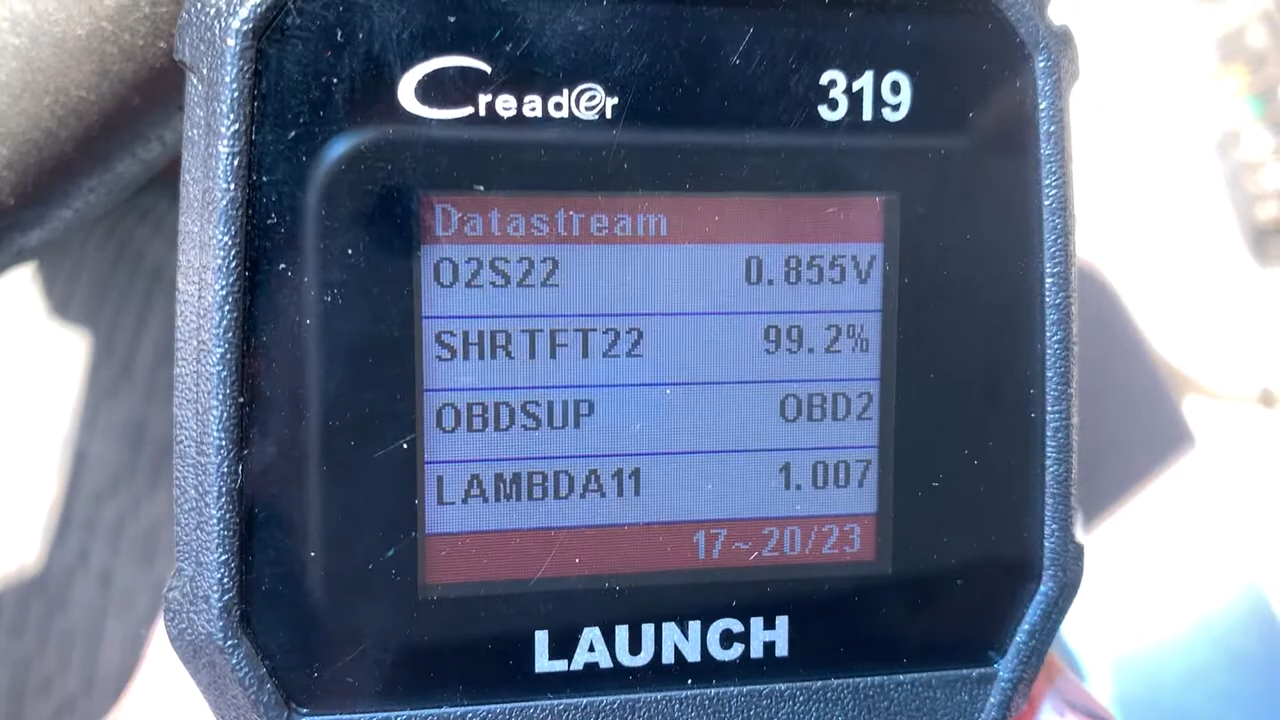 Creader 319
Datastream
O2S22 0.855V
SHRTFT22 99.2%
OBDSUP OBD2
LAMBDA11 1.007
17~20/23
LAUNCH